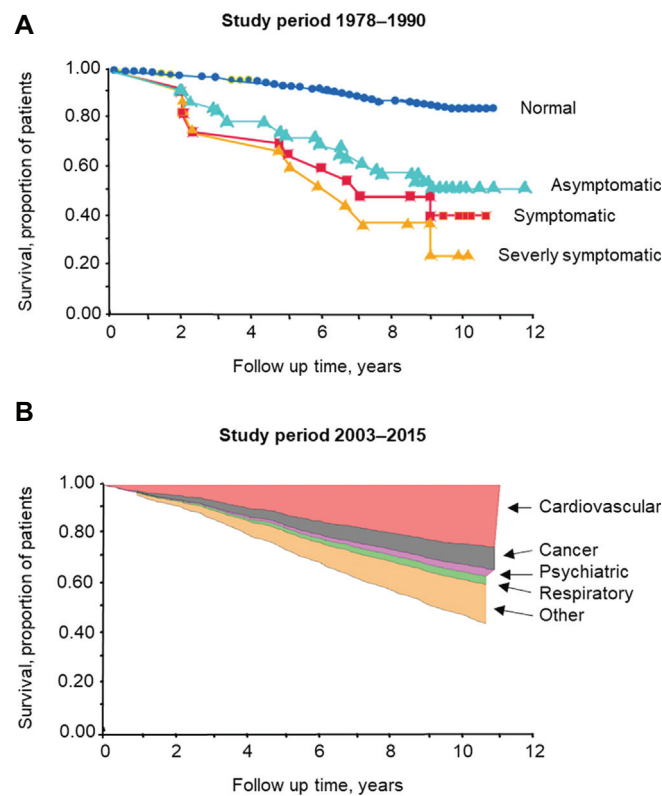 A
Study period 1978–1990
Survival, proportion of patients
1.00
0.80
0.60
0.40
0.20
0.00
Normal
Asymptomatic
Symptomatic
Severly symptomatic
0 2 4 6 8 10 12
Follow up time, years
B
Study period 2003–2015
Survival, proportion of patients
1.00
0.80
0.60
0.40
0.20
0.00
Cardiovascular
Cancer
Psychiatric
Respiratory
Other
0 2 4 6 8 10 12
Follow up time, years